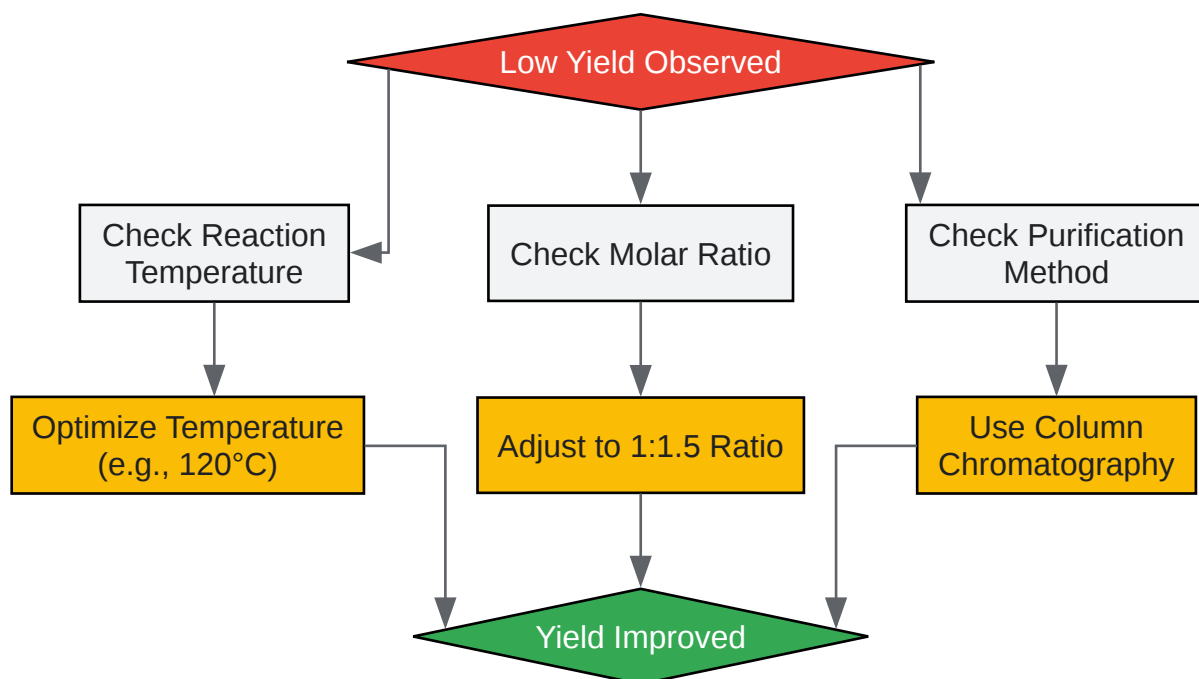 Low Yield Observed
Check Reaction
Temperature
Check Molar Ratio
Check Purification
Method
Optimize Temperature
(e.g., 120°C)
Adjust to 1:1.5 Ratio
Use Column
Chromatography
Yield Improved